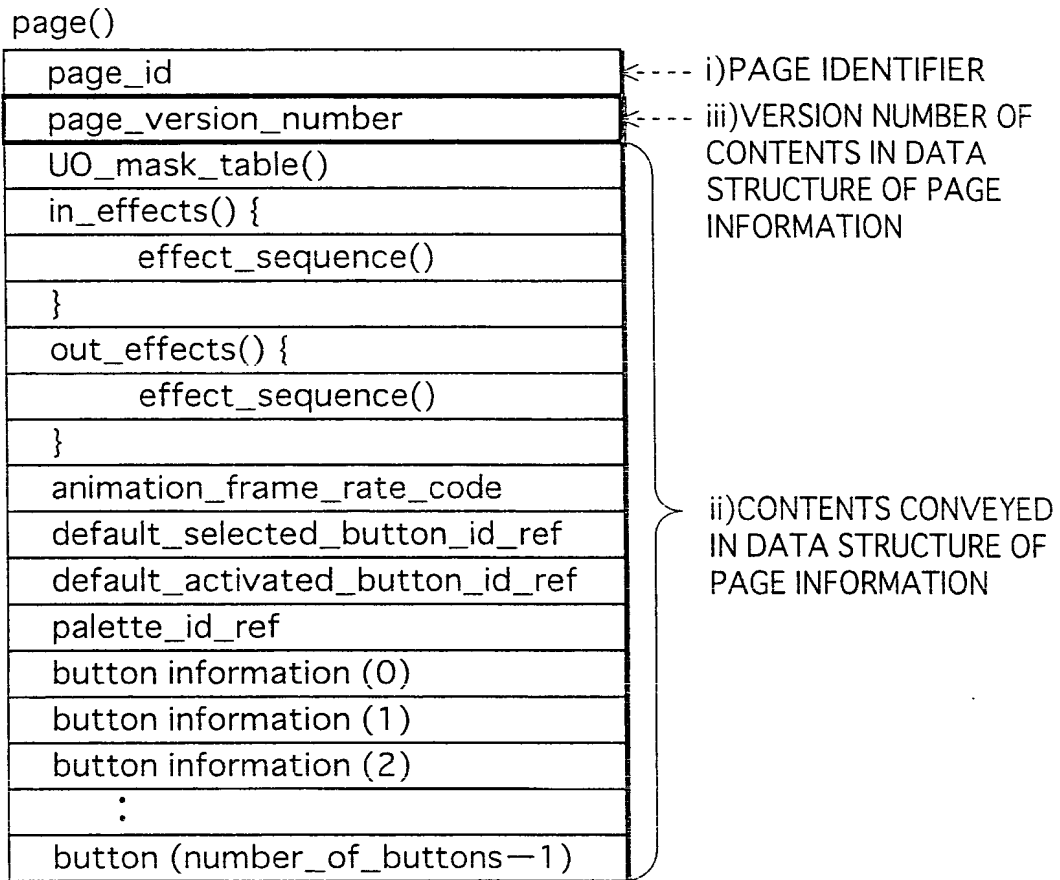 page()
page_id
page_version_number
UO_mask_table()
in_effects() {
effect_sequence()
}
out_effects() {
effect_sequence()
}
animation_frame_rate_code
default_selected_button_id_ref
default_activated_button_id_ref
palette_id_ref
button information (0)
button information (1)
button information (2)
:
button (number_of_buttons−1)
i)PAGE IDENTIFIER
iii)VERSION NUMBER OF
CONTENTS IN DATA
STRUCTURE OF PAGE
INFORMATION
ii)CONTENTS CONVEYED
IN DATA STRUCTURE OF
PAGE INFORMATION